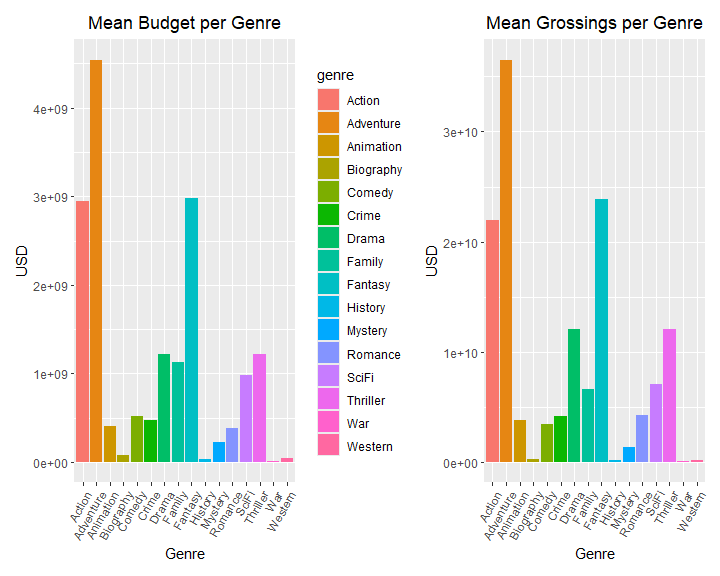 Mean Budget per Genre
USD
4e+09
3e+09
2e+09
1e+09
0e+00
Action
Adventure
Animation
Biography
Comedy
Crime
Drama
Family
Fantasy
History
Mystery
Romance
SciFi
Thriller
War
Western
Genre
genre
Action
Adventure
Animation
Biography
Comedy
Crime
Drama
Family
Fantasy
History
Mystery
Romance
SciFi
Thriller
War
Western
Mean Grossings per Genre
USD
3e+10
2e+10
1e+10
0e+00
Action
Adventure
Animation
Biography
Comedy
Crime
Drama
Family
Fantasy
History
Mystery
Romance
SciFi
Thriller
War
Western
Genre